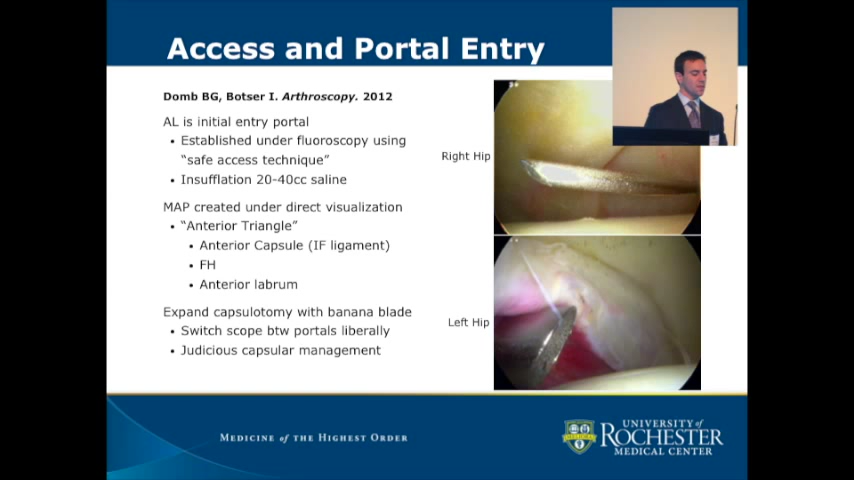 Access and Portal Entry
Domb BG, Botser I. Arthroscopy. 2012
AL is initial entry portal
• Established under fluoroscopy using
“safe access technique”
• Insufflation 20-40cc saline
MAP created under direct visualization
• “Anterior Triangle”
• Anterior Capsule (IF ligament)
• FH
• Anterior labrum
Expand capsulotomy with banana blade
• Switch scope btw portals liberally
• Judicious capsular management
Right Hip
Left Hip
MEDICINE of THE HIGHEST ORDER
UNIVERSITY of
ROCHESTER
MEDICAL CENTER